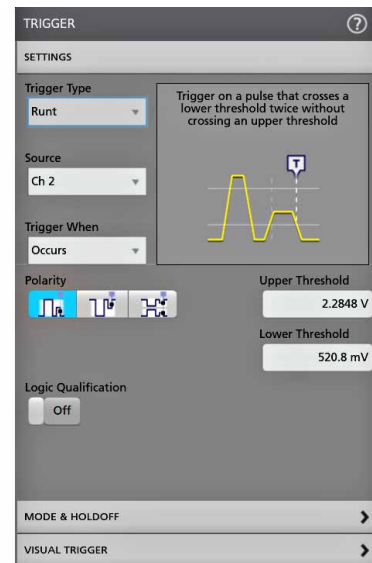 TRIGGER
?
SETTINGS
Trigger Type
Runt
Trigger on a pulse that crosses a
lower threshold twice without
crossing an upper threshold
T
Source
Ch 2
Trigger When
Occurs
Polarity
Upper Threshold
2.2848 V
Lower Threshold
520.8 mV
Logic Qualification
Off
MODE & HOLDOFF
VISUAL TRIGGER